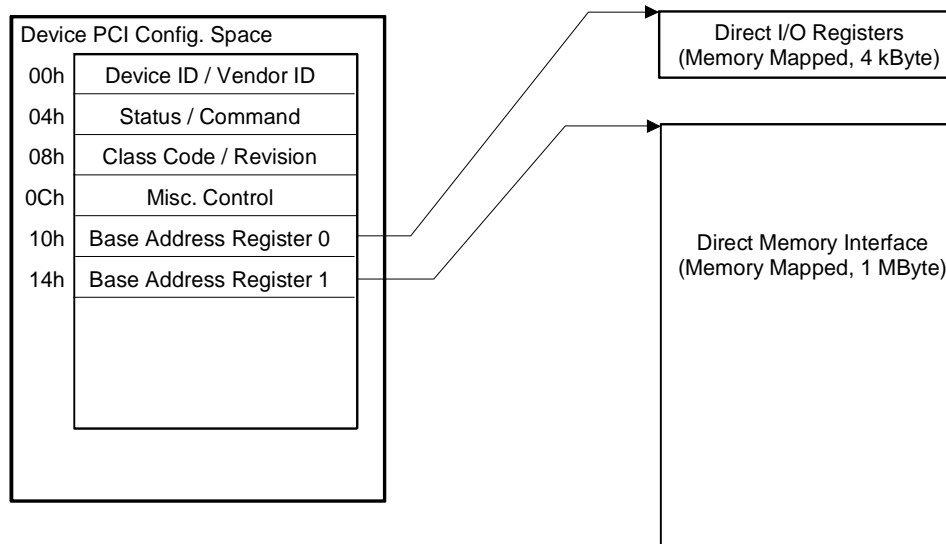 Device PCI Config. Space
00h Device ID / Vendor ID
04h Status / Command
08h Class Code / Revision
0Ch Misc. Control
10h Base Address Register 0
14h Base Address Register 1
Direct I/O Registers
(Memory Mapped, 4 kByte)
Direct Memory Interface
(Memory Mapped, 1 MByte)